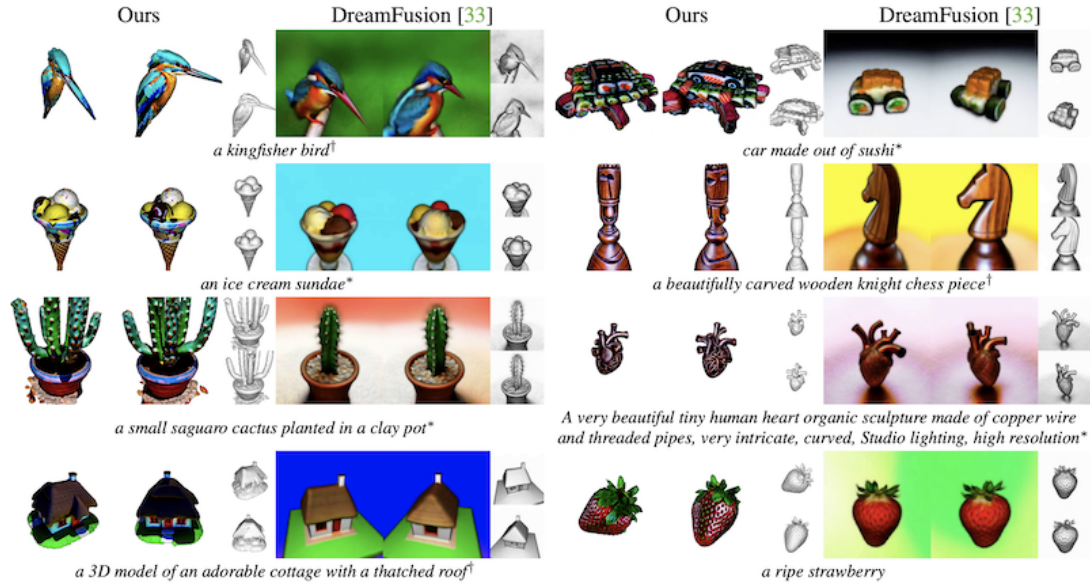 Ours DreamFusion [33] Ours DreamFusion [33]
a kingfisher bird† car made out of sushi*
an ice cream sundae* a beautifully carved wooden knight chess piece†
a small saguaro cactus planted in a clay pot* A very beautiful tiny human heart organic sculpture made of copper wire
and threaded pipes, very intricate, curved, Studio lighting, high resolution*
a 3D model of an adorable cottage with a thatched roof† a ripe strawberry